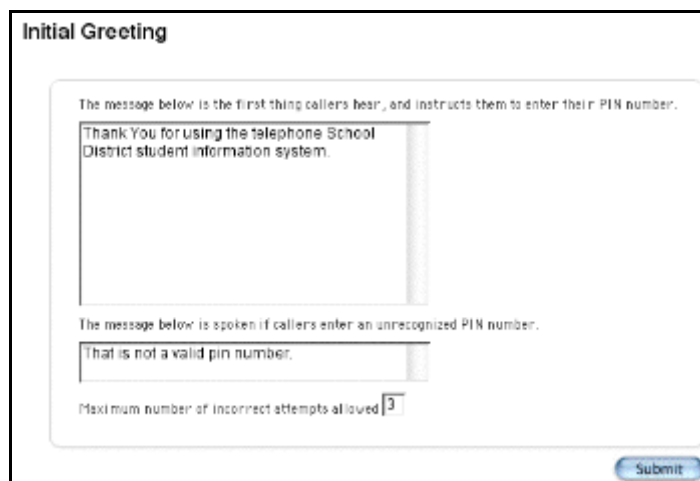 Initial Greeting
The message below is the first thing callers hear, and instructs them to enter their PIN number.
Thank You for using the telephone School
District student information system.
The message below is spoken if callers enter an unrecognized PIN number.
That is not a valid pin number.
Maximum number of incorrect attempts allowed 3
Submit